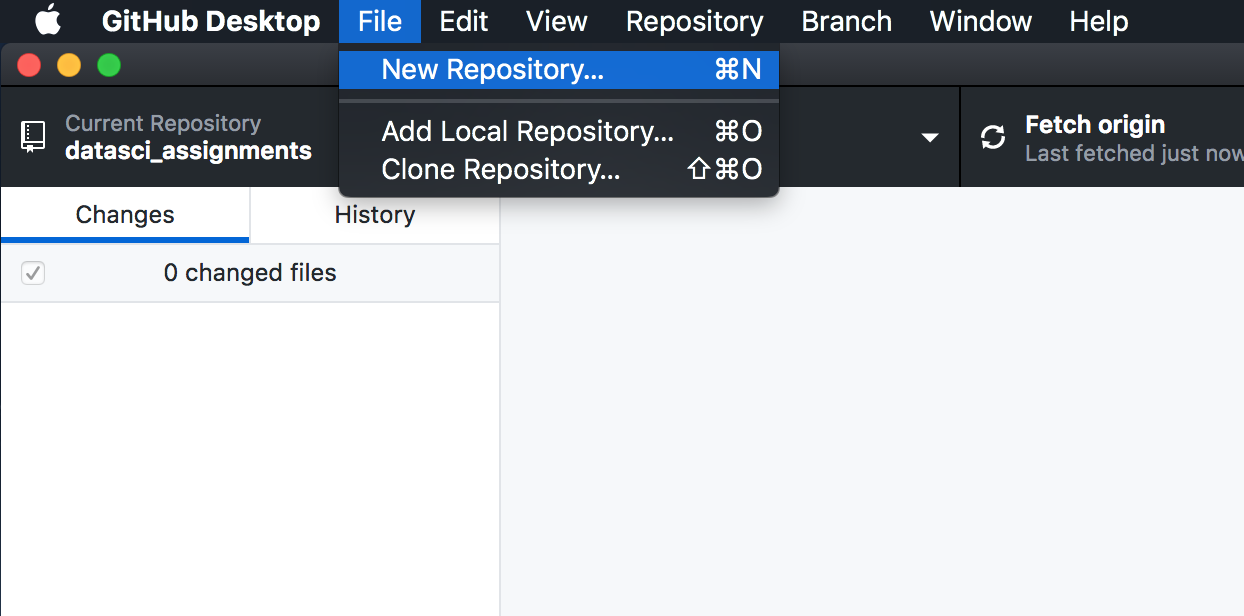 GitHub Desktop File Edit View Repository Branch Window Help
New Repository... ⌘N
Add Local Repository... ⌘O
Clone Repository... ⇧⌘O
Current Repository
datasci_assignments
Fetch origin
Last fetched just now
Changes History
0 changed files